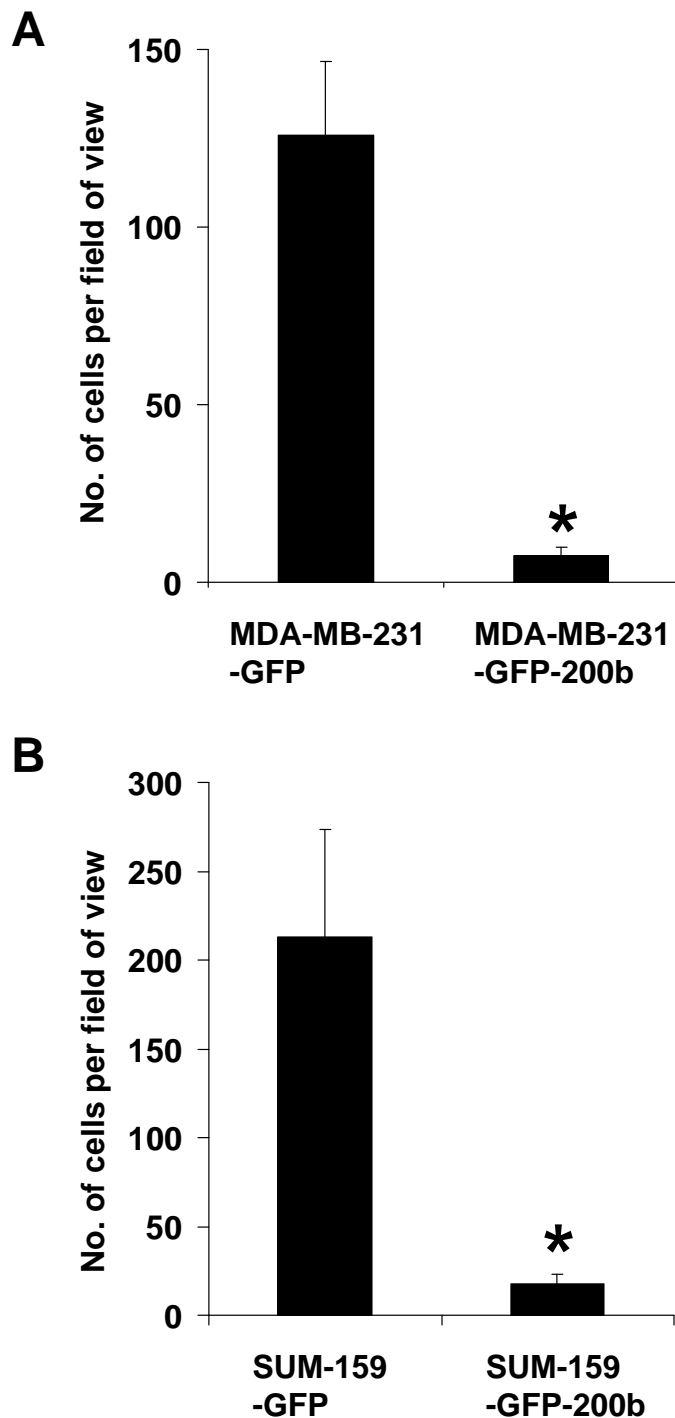 A
No. of cells per field of view
150
100
50
0
*
MDA-MB-231
-GFP
MDA-MB-231
-GFP-200b
B
No. of cells per field of view
300
250
200
150
100
50
0
*
SUM-159
-GFP
SUM-159
-GFP-200b